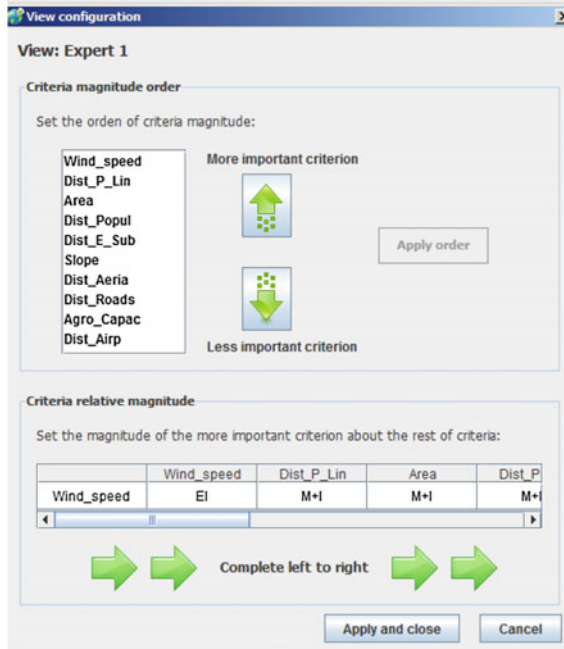 View configuration
View: Expert 1
Criteria magnitude order
Set the orden of criteria magnitude:
Wind_speed
Dist_P_Lin
Area
Dist_Popul
Dist_E_Sub
Slope
Dist_Aeria
Dist_Roads
Agro_Capac
Dist_Airp
More important criterion
Apply order
Less important criterion
Criteria relative magnitude
Set the magnitude of the more important criterion about the rest of criteria:
Wind_speed Dist_P_Lin Area Dist_P
Wind_speed EI M+I M+I M+I
Complete left to right
Apply and close Cancel